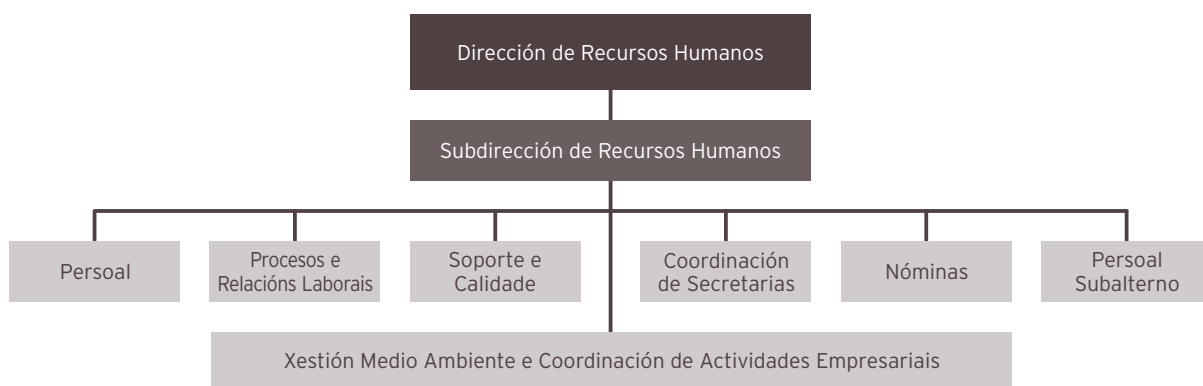 Dirección de Recursos Humanos
Subdirección de Recursos Humanos
Persoal
Procesos e
Relacións Laborais
Soporte e
Calidade
Coordinación
de Secretarias
Nóminas
Persoal
Subalterno
Xestión Medio Ambiente e Coordinación de Actividades Empresariais